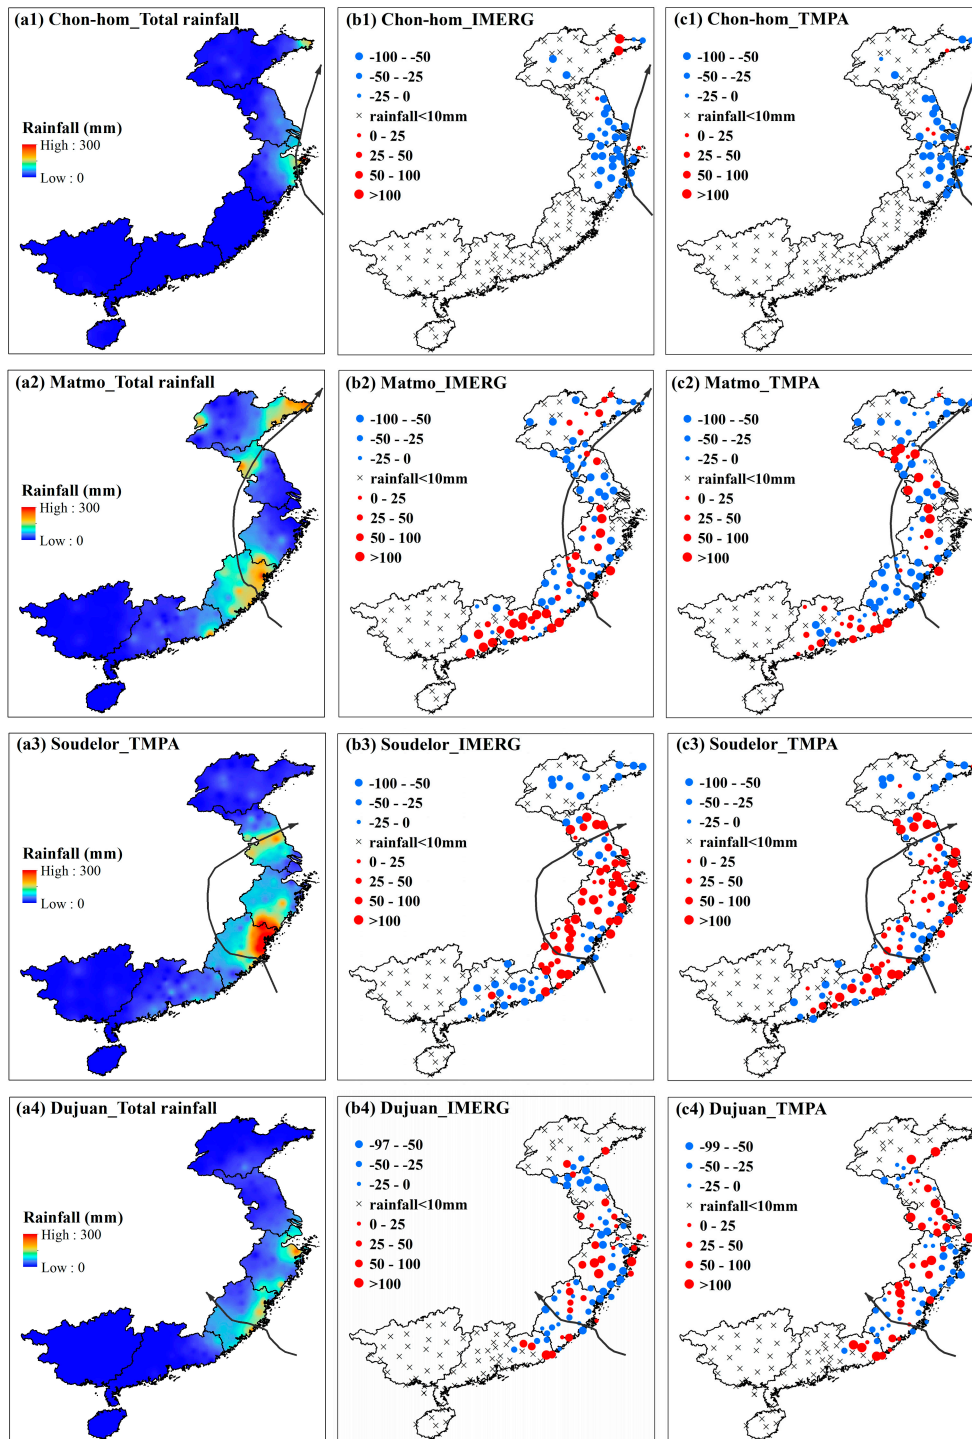 (a1) Chon-hom_Total rainfall
Rainfall (mm)
High : 300
Low : 0
(b1) Chon-hom_IMERG
-100 - -50
-50 - -25
-25 - 0
rainfall<10mm
0 - 25
25 - 50
50 - 100
>100
(c1) Chon-hom_TMPA
-100 - -50
-50 - -25
-25 - 0
rainfall<10mm
0 - 25
25 - 50
50 - 100
>100
(a2) Matmo_Total rainfall
Rainfall (mm)
High : 300
Low : 0
(b2) Matmo_IMERG
-100 - -50
-50 - -25
-25 - 0
rainfall<10mm
0 - 25
25 - 50
50 - 100
>100
(c2) Matmo_TMPA
-100 - -50
-50 - -25
-25 - 0
rainfall<10mm
0 - 25
25 - 50
50 - 100
>100
(a3) Soudelor_TMPA
Rainfall (mm)
High : 300
Low : 0
(b3) Soudelor_IMERG
-100 - -50
-50 - -25
-25 - 0
rainfall<10mm
0 - 25
25 - 50
50 - 100
>100
(c3) Soudelor_TMPA
-100 - -50
-50 - -25
-25 - 0
rainfall<10mm
0 - 25
25 - 50
50 - 100
>100
(a4) Dujuan_Total rainfall
Rainfall (mm)
High : 300
Low : 0
(b4) Dujuan_IMERG
-97 - -50
-50 - -25
-25 - 0
rainfall<10mm
0 - 25
25 - 50
50 - 100
>100
(c4) Dujuan_TMPA
-99 - -50
-50 - -25
-25 - 0
rainfall<10mm
0 - 25
25 - 50
50 - 100
>100